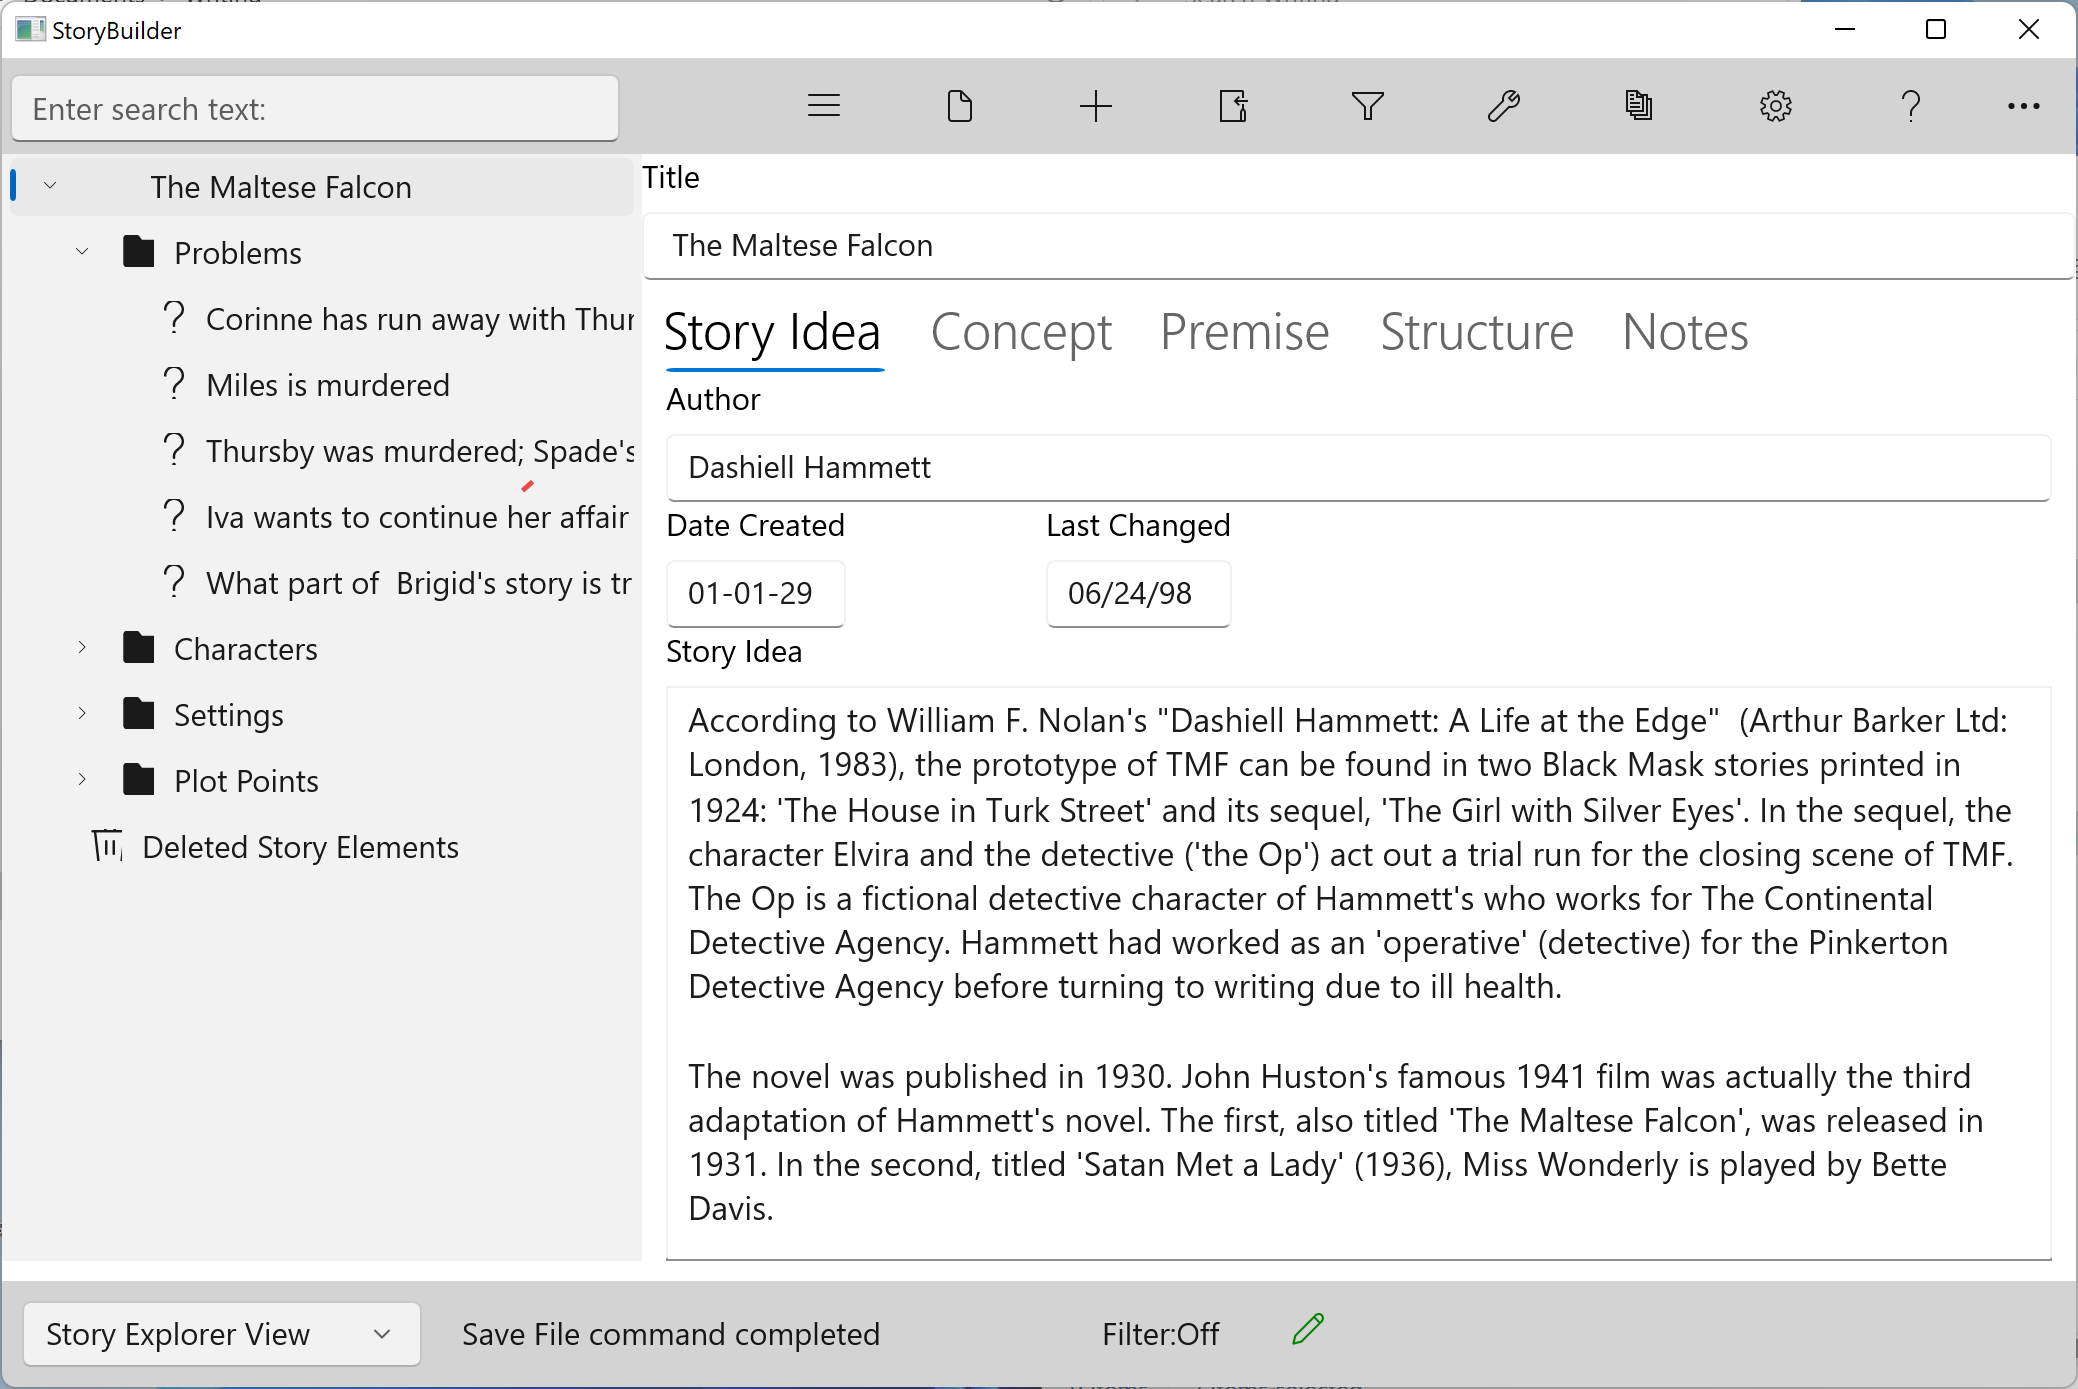 StoryBuilder
Enter search text:
The Maltese Falcon
Problems
Corinne has run away with Thur
Miles is murdered
Thursby was murdered; Spade's
Iva wants to continue her affair
What part of  Brigid's story is tr
Characters
Settings
Plot Points
Deleted Story Elements
Title
The Maltese Falcon
Story Idea Concept Premise Structure Notes
Author
Dashiell Hammett
Date Created Last Changed
01-01-29 06/24/98
Story Idea
According to William F. Nolan's "Dashiell Hammett: A Life at the Edge"  (Arthur Barker Ltd:
London, 1983), the prototype of TMF can be found in two Black Mask stories printed in
1924: 'The House in Turk Street' and its sequel, 'The Girl with Silver Eyes'. In the sequel, the
character Elvira and the detective ('the Op') act out a trial run for the closing scene of TMF.
The Op is a fictional detective character of Hammett's who works for The Continental
Detective Agency. Hammett had worked as an 'operative' (detective) for the Pinkerton
Detective Agency before turning to writing due to ill health.
The novel was published in 1930. John Huston's famous 1941 film was actually the third
adaptation of Hammett's novel. The first, also titled 'The Maltese Falcon', was released in
1931. In the second, titled 'Satan Met a Lady' (1936), Miss Wonderly is played by Bette
Davis.
Story Explorer View Save File command completed Filter:Off